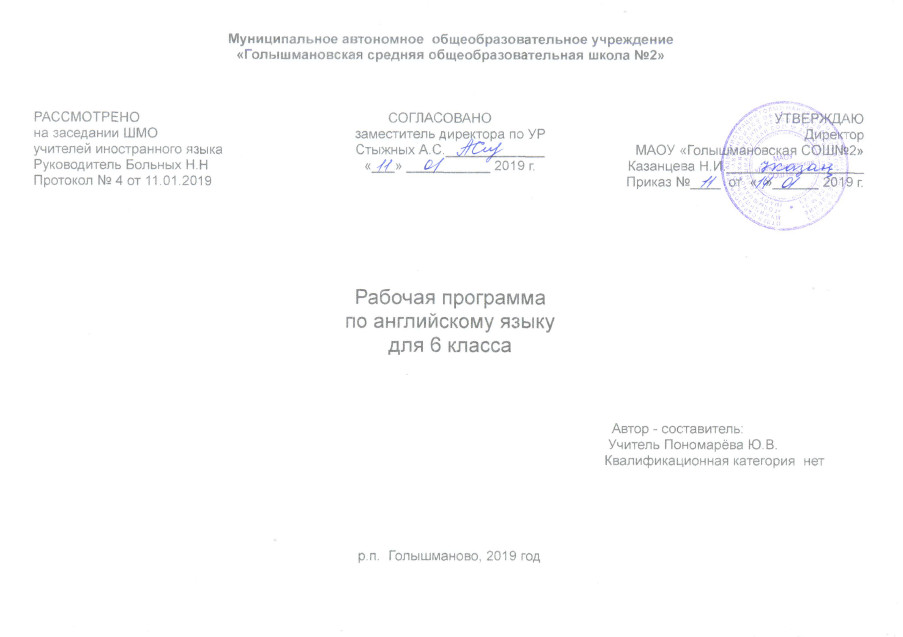 Муниципальное автономное общеобразовательное учреждение
«Голышмановская средняя общеобразовательная школа №2»
РАССМОТРЕНО
на заседании ШМО
учителей иностранного языка
Руководитель Больных Н.Н
Протокол № 4 от 11.01.2019
СОГЛАСОВАНО
заместитель директора по УР
Стыжных А.С.
«11» 01 2019 г.
УТВЕРЖДАЮ
Директор
МАОУ «Голышмановская СОШ№2»
Казанцева Н.И.
Приказ № 11 от « » 01 2019 г.
Рабочая программа
по английскому языку
для 6 класса
Автор - составитель:
Учитель Пономарёва Ю.В.
Квалификационная категория нет
р.п. Голышманово, 2019 год